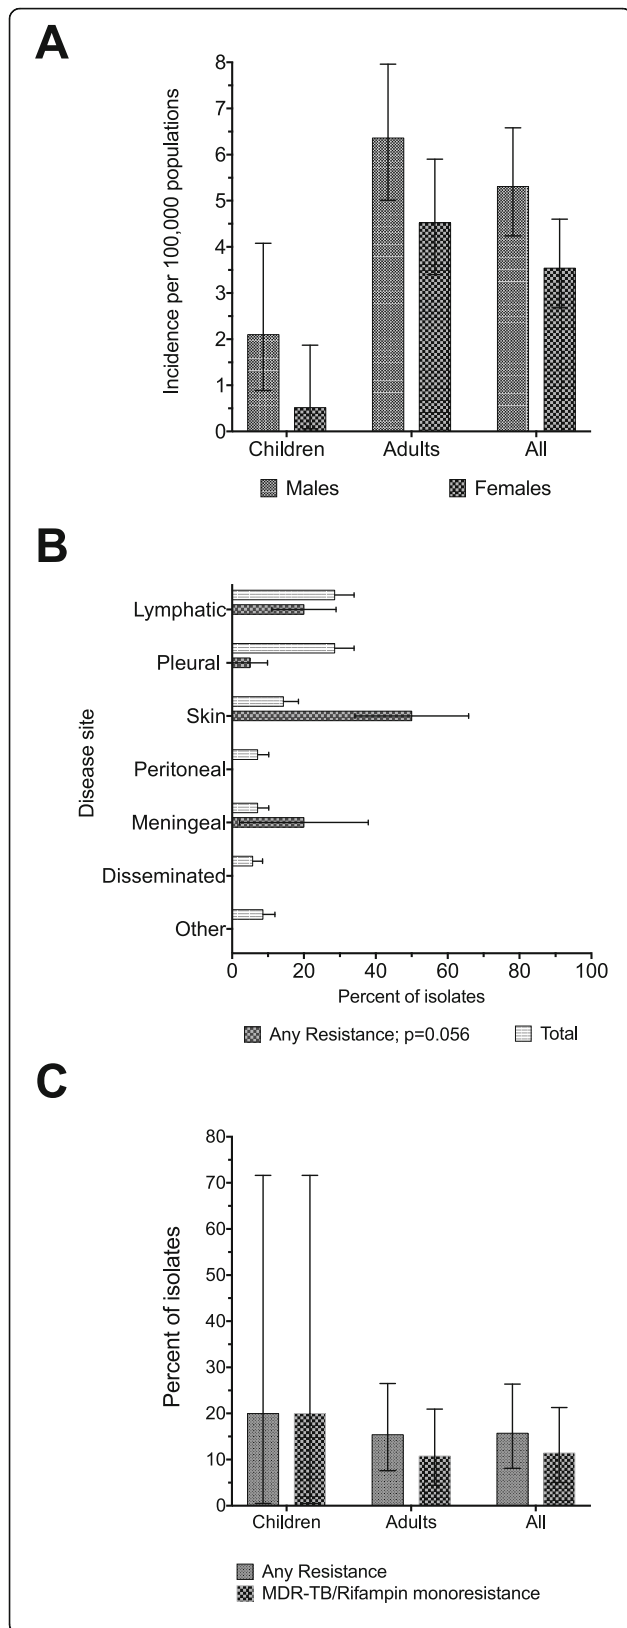 A
Incidence per 100,000 populations
8
7
6
5
4
3
2
1
0
Children Adults All
Males Females
B
Disease site
Lymphatic
Pleural
Skin
Peritoneal
Meningeal
Disseminated
Other
0 20 40 60 80 100
Percent of isolates
Any Resistance; p=0.056 Total
C
Percent of isolates
80
70
60
50
40
30
20
10
0
Children Adults All
Any Resistance
MDR-TB/Rifampin monoresistance